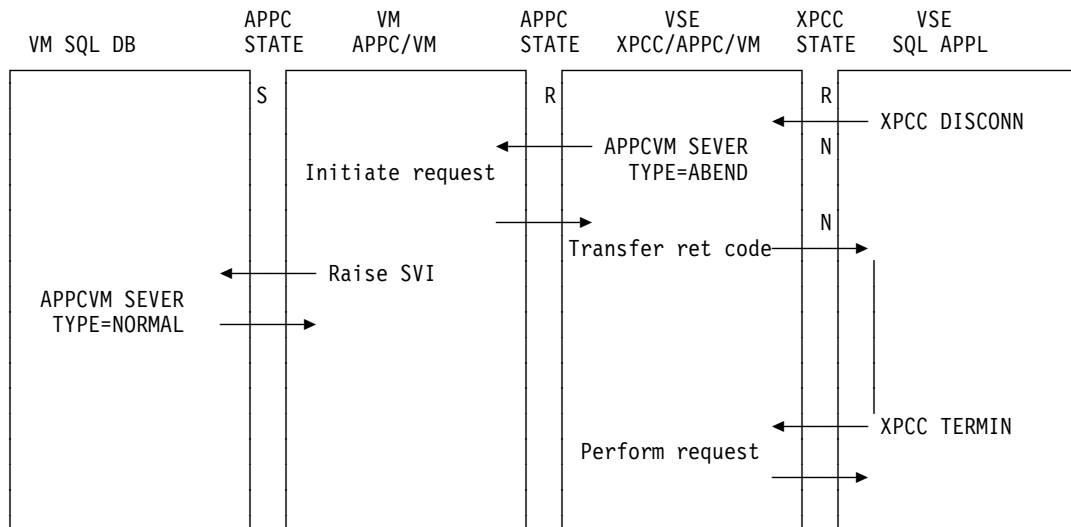 APPC VM APPC VSE XPCC VSE
VM SQL DB STATE APPC/VM STATE XPCC/APPC/VM STATE SQL APPL
S R R
XPCC DISCONN
APPCVM SEVER N
Initiate request TYPE=ABEND
N
Transfer ret code
Raise SVI
APPCVM SEVER
TYPE=NORMAL
XPCC TERMIN
Perform request